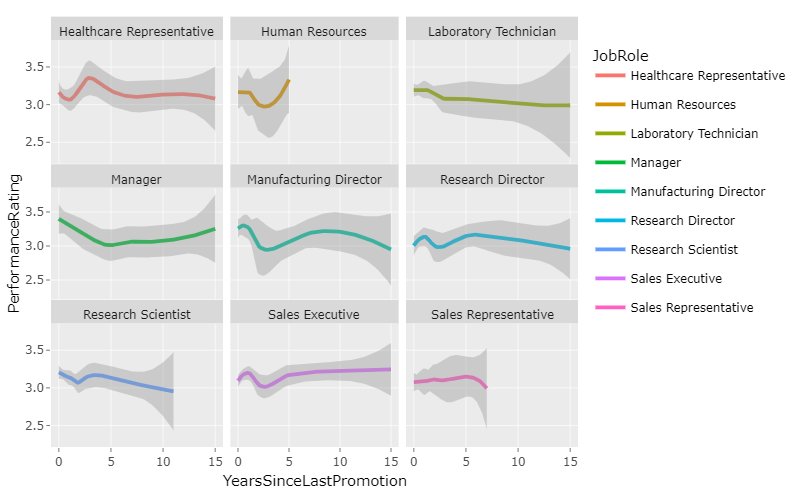 Healthcare Representative
Human Resources
Laboratory Technician
3.5
3.0
2.5
Manager
Manufacturing Director
Research Director
3.5
3.0
2.5
Research Scientist
Sales Executive
Sales Representative
3.5
3.0
2.5
0 5 10 15
0 5 10 15
0 5 10 15
YearsSinceLastPromotion
PerformanceRating
JobRole
Healthcare Representative
Human Resources
Laboratory Technician
Manager
Manufacturing Director
Research Director
Research Scientist
Sales Executive
Sales Representative